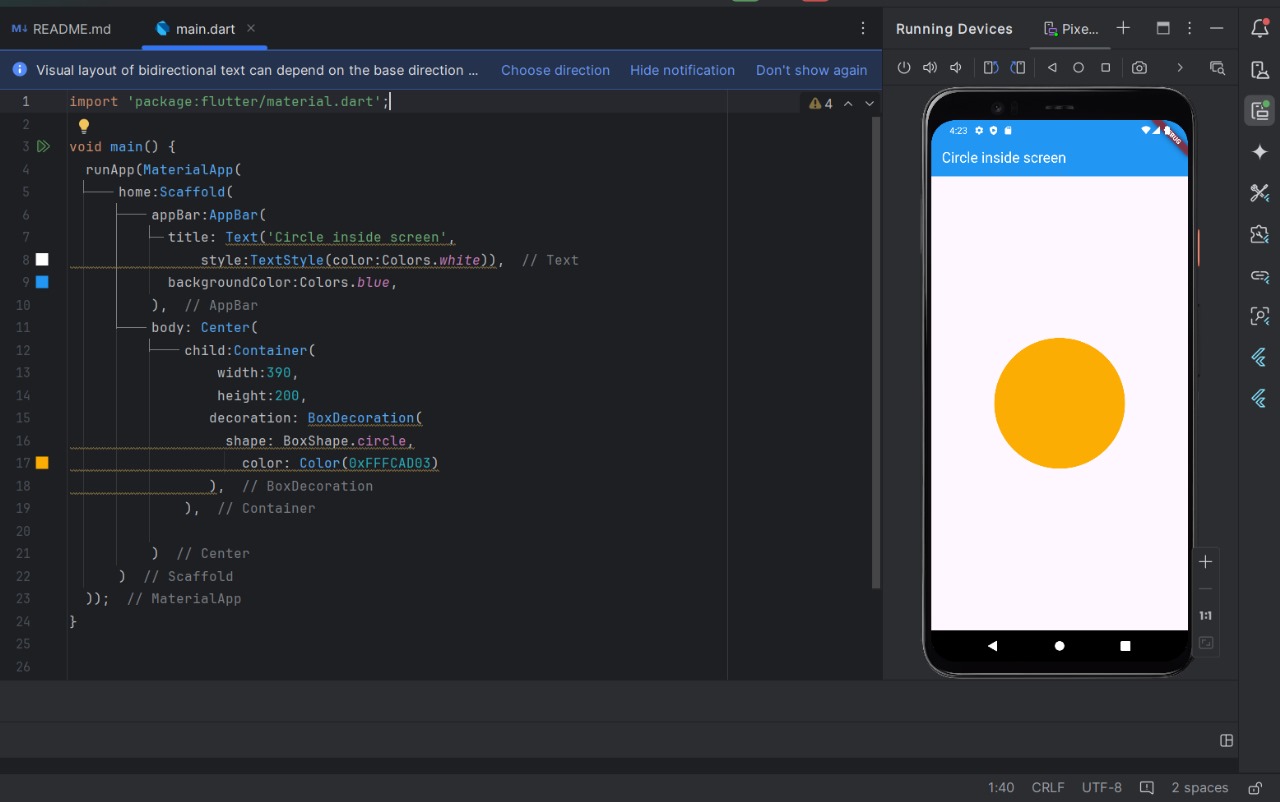 README.md
main.dart
Running Devices
Pixe...
Visual layout of bidirectional text can depend on the base direction ... Choose direction Hide notification Don't show again
1 import 'package:flutter/material.dart';
4
2
3 void main() {
4 runApp(MaterialApp(
5 home:Scaffold(
6 appBar:AppBar(
7 title: Text('Circle inside screen',
8 style:TextStyle(color:Colors.white)), // Text
9 backgroundColor:Colors.blue,
10 ), // AppBar
11 body: Center(
12 child:Container(
13 width:390,
14 height:200,
15 decoration: BoxDecoration(
16 shape: BoxShape.circle,
17 color: Color(0xFFFCAD03)
18 ), // BoxDecoration
19 ), // Container
20
21 ) // Center
22 ) // Scaffold
23 )); // MaterialApp
24 }
25
26
4:23
Circle inside screen
1:1
1:40 CRLF UTF-8 2 spaces